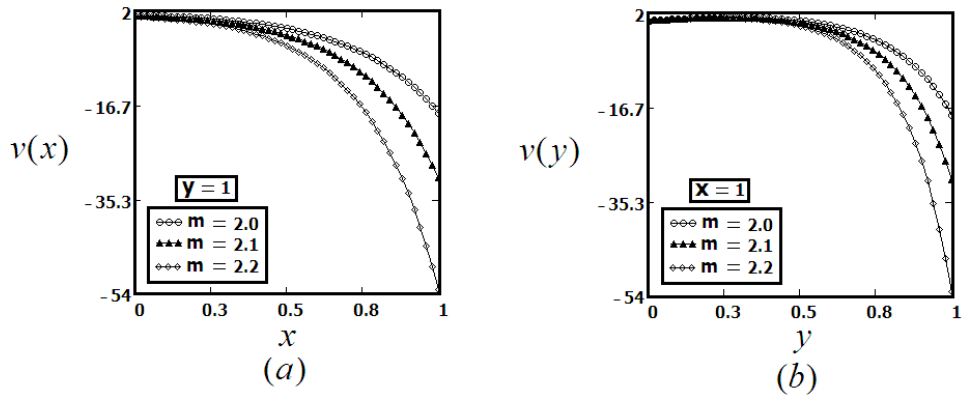 2
-16.7
v(x)
-35.3
-54
y = 1
m = 2.0
m = 2.1
m = 2.2
0
0.3
0.5
0.8
1
x
(a)
2
-16.7
v(y)
-35.3
-54
x = 1
m = 2.0
m = 2.1
m = 2.2
0
0.3
0.5
0.8
1
y
(b)